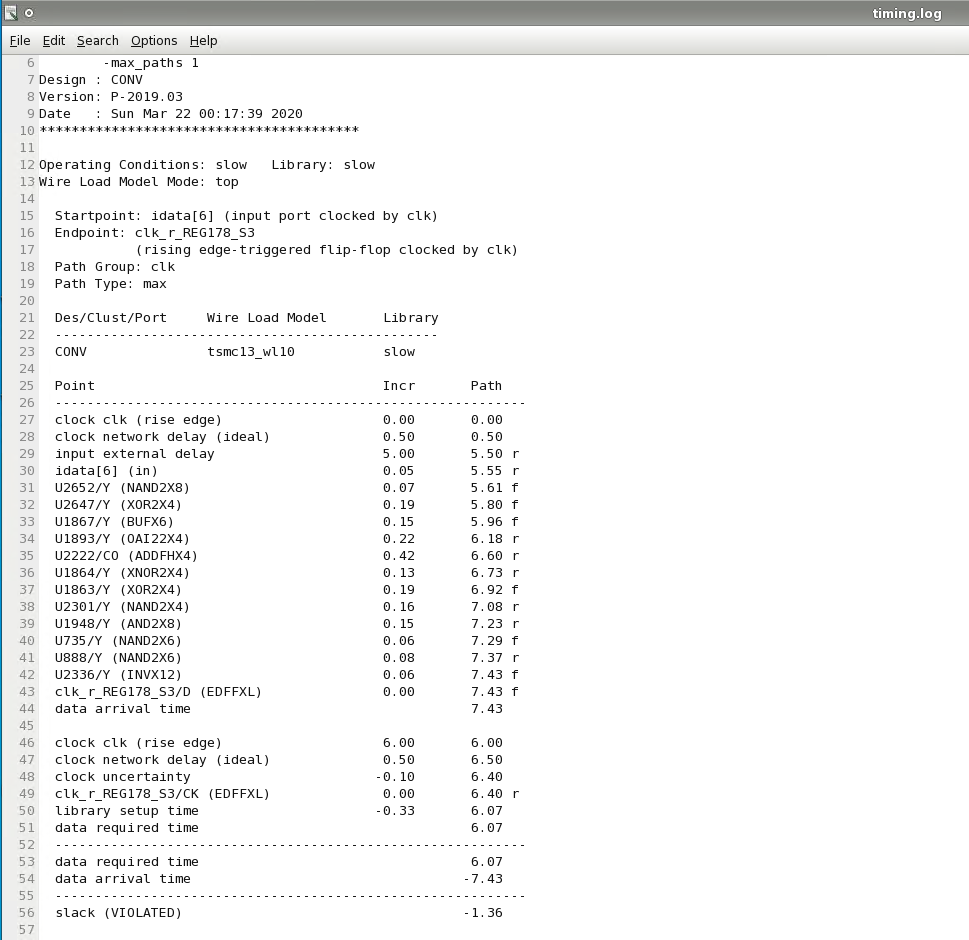 timing.log
File Edit Search Options Help
6         -max_paths 1
7 Design : CONV
8 Version: P-2019.03
9 Date   : Sun Mar 22 00:17:39 2020
10 ****************************************
11
12 Operating Conditions: slow   Library: slow
13 Wire Load Model Mode: top
14
15   Startpoint: idata[6] (input port clocked by clk)
16   Endpoint: clk_r_REG178_S3
17             (rising edge-triggered flip-flop clocked by clk)
18   Path Group: clk
19   Path Type: max
20
21   Des/Clust/Port     Wire Load Model       Library
22   ------------------------------------------------
23   CONV               tsmc13_wl10           slow
24
25   Point                                    Incr       Path
26   -----------------------------------------------------------
27   clock clk (rise edge)                    0.00       0.00
28   clock network delay (ideal)              0.50       0.50
29   input external delay                     5.00       5.50 r
30   idata[6] (in)                            0.05       5.55 r
31   U2652/Y (NAND2X8)                        0.07       5.61 f
32   U2647/Y (XOR2X4)                         0.19       5.80 f
33   U1867/Y (BUFX6)                          0.15       5.96 f
34   U1893/Y (OAI22X4)                        0.22       6.18 r
35   U2222/CO (ADDFHX4)                       0.42       6.60 r
36   U1864/Y (XNOR2X4)                        0.13       6.73 r
37   U1863/Y (XOR2X4)                         0.19       6.92 f
38   U2301/Y (NAND2X4)                        0.16       7.08 r
39   U1948/Y (AND2X8)                         0.15       7.23 r
40   U735/Y (NAND2X6)                         0.06       7.29 f
41   U888/Y (NAND2X6)                         0.08       7.37 r
42   U2336/Y (INVX12)                         0.06       7.43 f
43   clk_r_REG178_S3/D (EDFFXL)               0.00       7.43 f
44   data arrival time                                   7.43
45
46   clock clk (rise edge)                    6.00       6.00
47   clock network delay (ideal)              0.50       6.50
48   clock uncertainty                       -0.10       6.40
49   clk_r_REG178_S3/CK (EDFFXL)              0.00       6.40 r
50   library setup time                      -0.33       6.07
51   data required time                                  6.07
52   -----------------------------------------------------------
53   data required time                                  6.07
54   data arrival time                                  -7.43
55   -----------------------------------------------------------
56   slack (VIOLATED)                                   -1.36
57